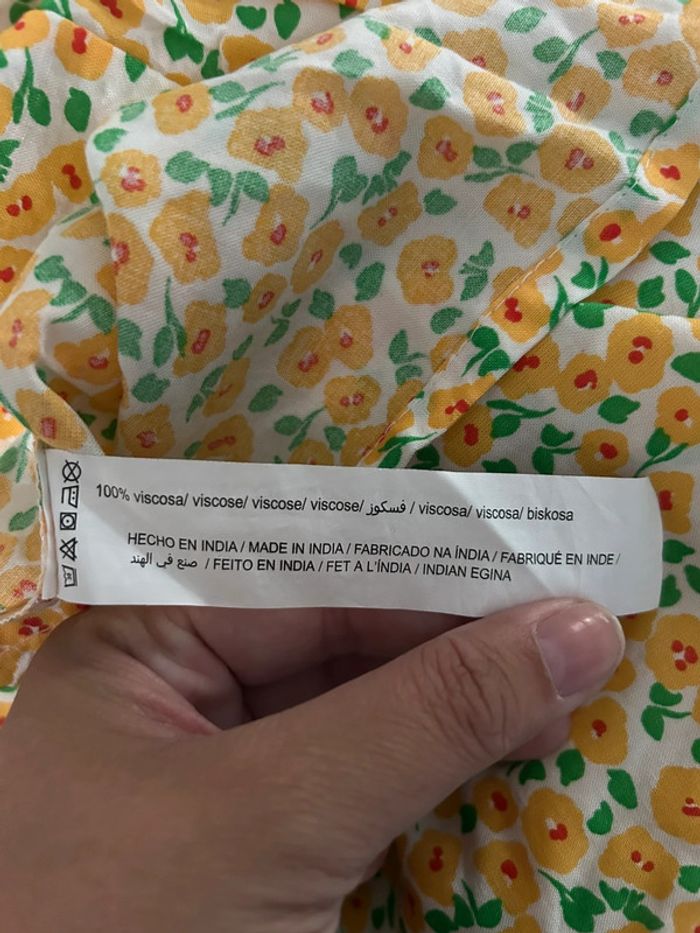 100% viscosa/ viscose/ viscose/ viscose/ فسكوز / viscosa/ viscosa/ biskosa
HECHO EN INDIA / MADE IN INDIA / FABRICADO NA ÍNDIA / FABRIQUÉ EN INDE /
صنع في الهند / FEITO EN INDIA / FET A L’ÍNDIA / INDIAN EGINA